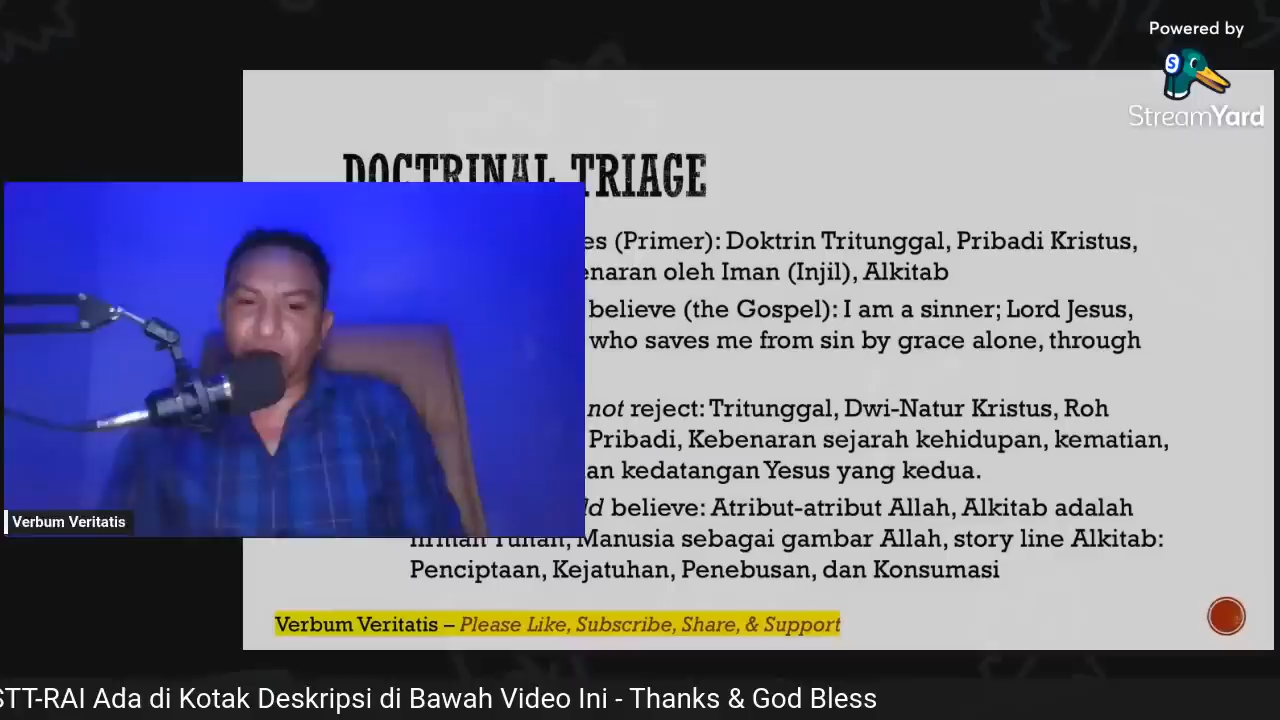 Powered by
StreamYard
DOCTRINAL TRIAGE
(Primer): Doktrin Tritunggal, Pribadi Kristus,
oleh Iman (Injil), Alkitab
believe (the Gospel): I am a sinner; Lord Jesus,
who saves me from sin by grace alone, through
not reject: Tritunggal, Dwi-Natur Kristus, Roh
Pribadi, Kebenaran sejarah kehidupan, kematian,
kedatangan Yesus yang kedua.
believe: Atribut-atribut Allah, Alkitab adalah
firman Tuhan, Manusia sebagai gambar Allah, story line Alkitab:
Penciptaan, Kejatuhan, Penebusan, dan Konsumasi
Verbum Veritatis
Verbum Veritatis – Please Like, Subscribe, Share, & Support
STT-RAI Ada di Kotak Deskripsi di Bawah Video Ini - Thanks & God Bless